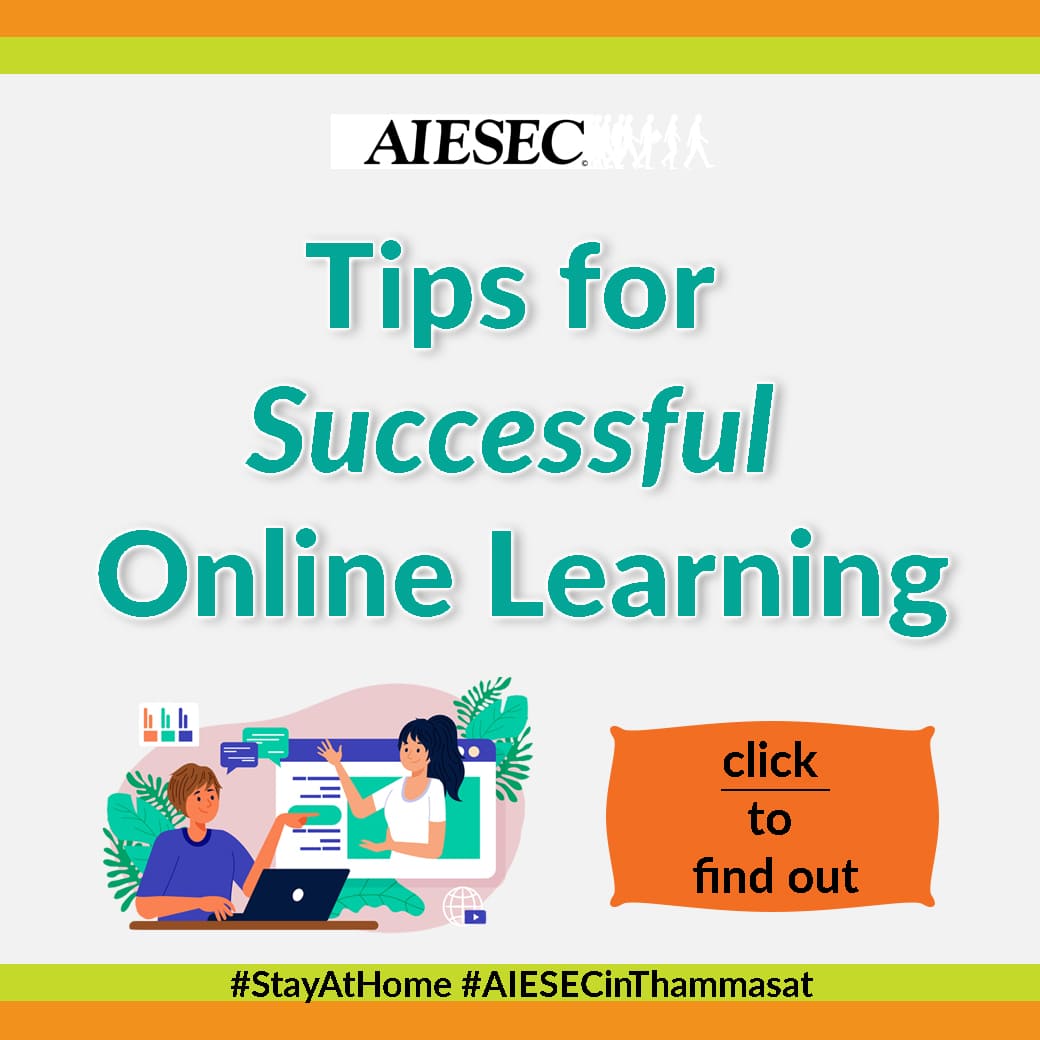 AIESEC
Tips for
Successful
Online Learning
click
to
find out
#StayAtHome #AIESECinThammasat